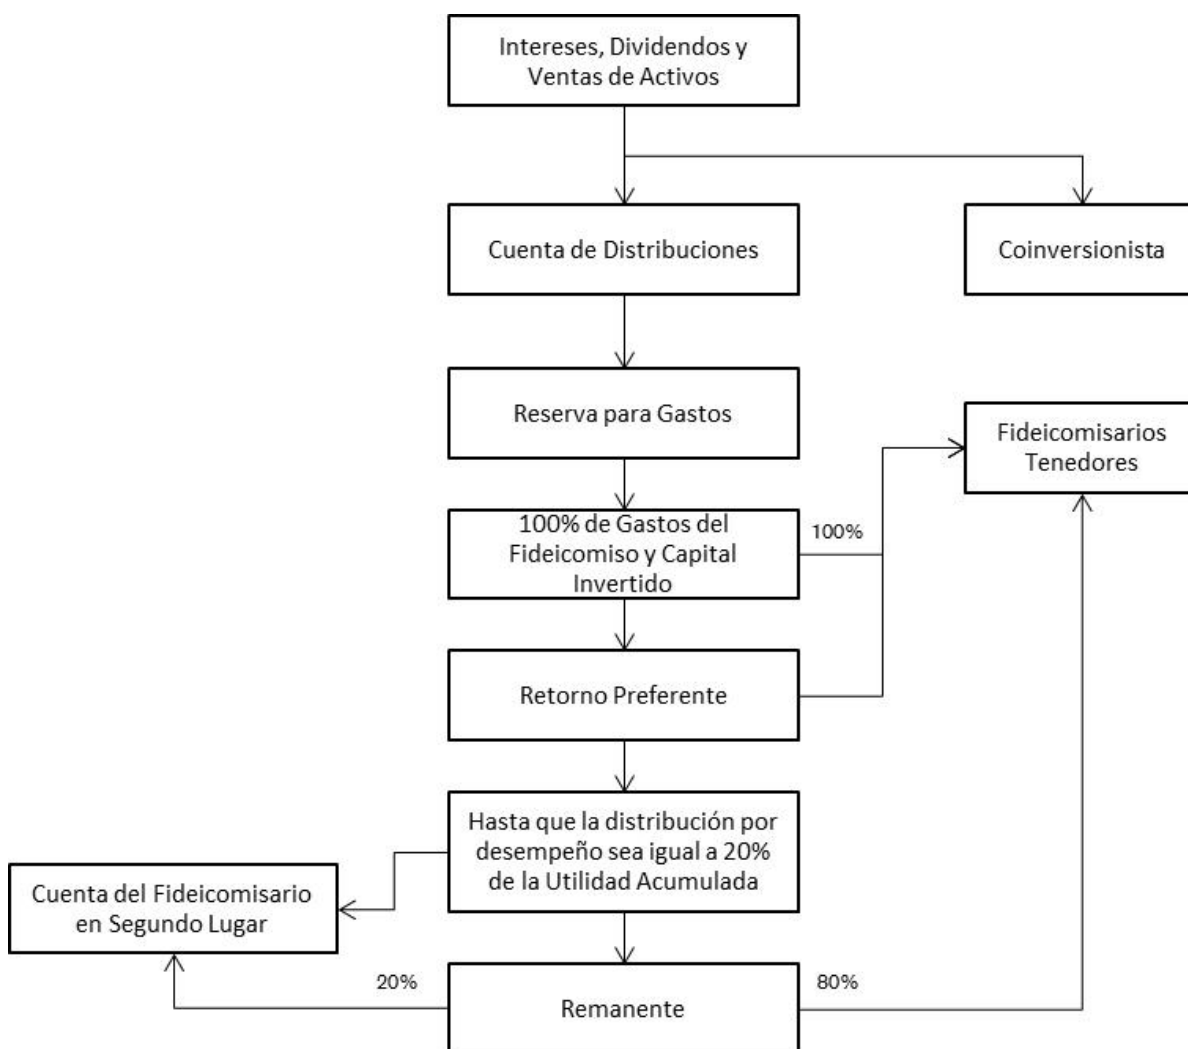 Intereses, Dividendos y
Ventas de Activos
Cuenta de Distribuciones
Coinversionista
Reserva para Gastos
Fideicomisarios
Tenedores
100% de Gastos del
Fideicomiso y Capital
Invertido
100%
Retorno Preferente
Hasta que la distribución por
desempeño sea igual a 20%
de la Utilidad Acumulada
Cuenta del Fideicomisario
en Segundo Lugar
20%
Remanente
80%